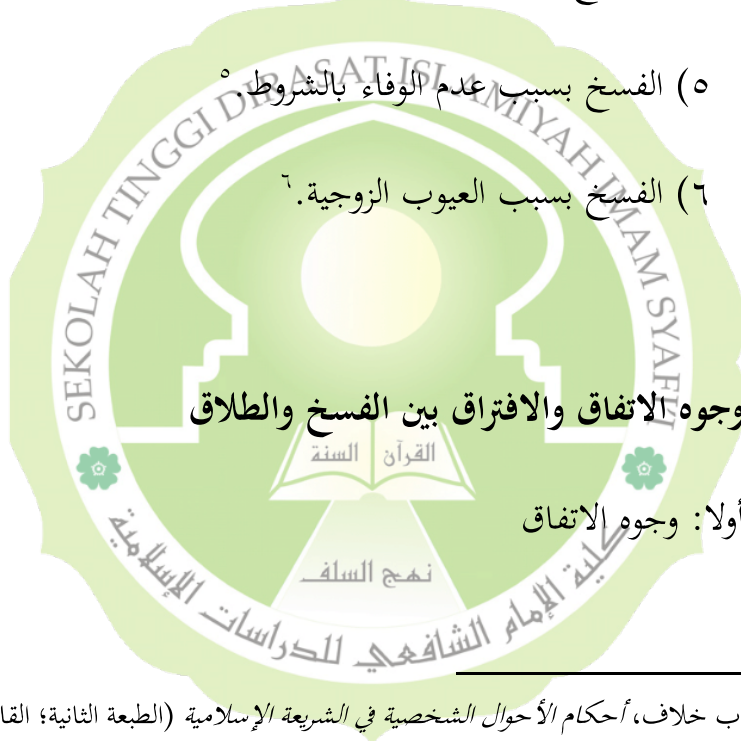 ٥) الفسخ بسبب عدم الوفاء بالشروط.٥
٦) الفسخ بسبب العيوب الزوجية.٦
وجوه الاتفاق والافتراق بين الفسخ والطلاق
أولا: وجوه الاتفاق
خلاف، أحكام الأحوال الشخصية في الشريعة الإسلامية (الطبعة الثانية؛
SEKOLAH TINGGI DIRASAT ISLAMIYAH IMAM SYAFI'I
القرآن السنة
نهج السلف
كلية الإمام الشافعي للدراسات الإسلامية